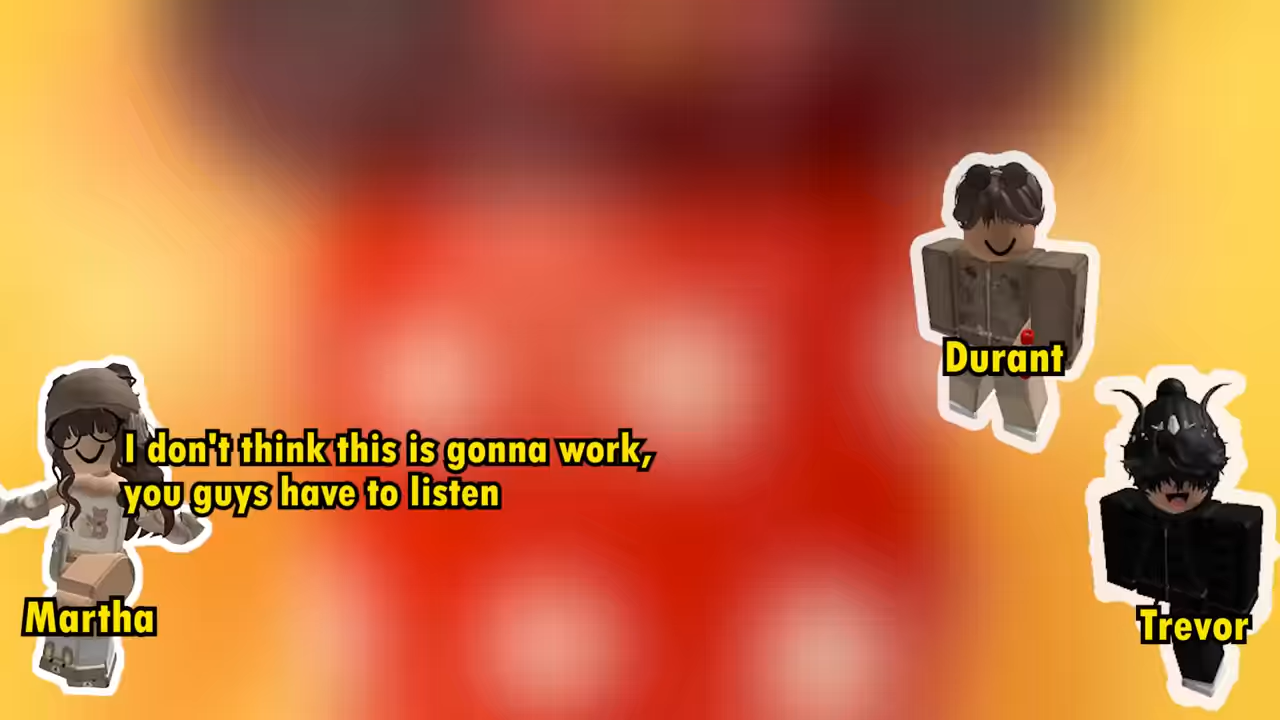 Durant
I don't think this is gonna work,
you guys have to listen
Martha
Trevor